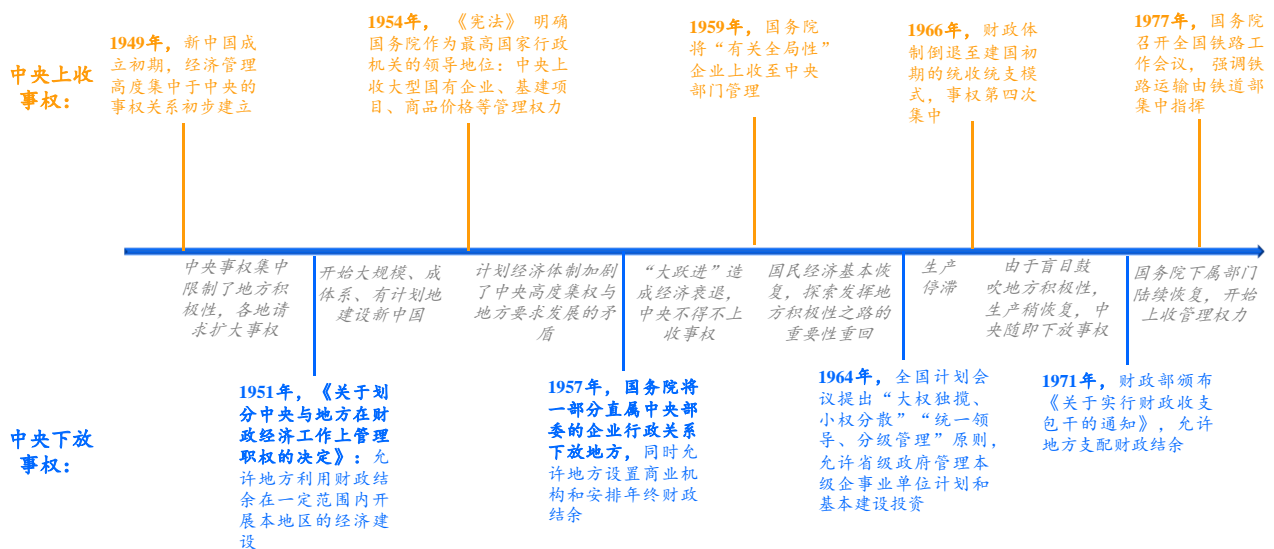 中央上收
事权：
1949年，新中国成
立初期，经济管理
高度集中于中央的
事权关系初步建立
1954年，《宪法》明确
国务院作为最高国家行政
机关的领导地位：中央上
收大型国有企业、基建项
目、商品价格等管理权力
1959年，国务院
将“有关全局性”
企业上收至中央
部门管理
1966年，财政体
制倒退至建国初
期的统收统支模
式，事权第四次
集中
1977年，国务院
召开全国铁路工
作会议，强调铁
路运输由铁道部
集中指挥
中央事权集中
限制了地方积
极性，各地请
求扩大事权
开始大规模、成
体系、有计划地
建设新中国
计划经济体制加剧
了中央高度集权与
地方要求发展的矛
盾
“大跃进”造
成经济衰退，
中央不得不上
收事权
国民经济基本恢
复，探索发挥地
方积极性之路的
重要性重回
生产
停滞
由于盲目鼓
吹地方积极性，
生产稍恢复，中
央随即下放事权
国务院下属部门
陆续恢复，开始
上收管理权力
中央下放
事权：
1951年，《关于划
分中央与地方在财
政经济工作上管理
职权的决定》：允
许地方利用财政结
余在一定范围内开
展本地区的经济建
设
1957年，国务院将
一部分直属中央部
委的企业行政关系
下放地方，同时允
许地方设置商业机
构和安排年终财政
结余
1964年，全国计划会
议提出“大权独揽、
小权分散”“统一领
导、分级管理”原则，
允许省级政府管理本
级企事业单位计划和
基本建设投资
1971年，财政部颁布
《关于实行财政收支
包干的通知》，允许
地方支配财政结余